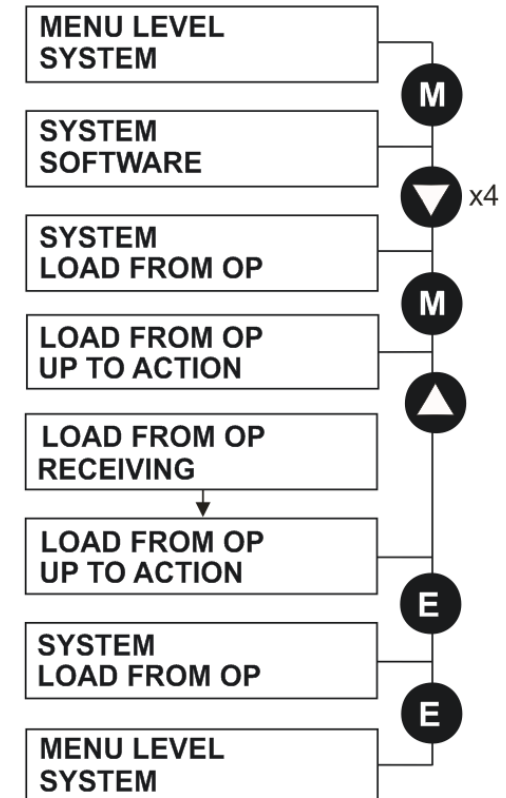 MENU LEVEL
SYSTEM
M
SYSTEM
SOFTWARE
x4
SYSTEM
LOAD FROM OP
M
LOAD FROM OP
UP TO ACTION
LOAD FROM OP
RECEIVING
LOAD FROM OP
UP TO ACTION
E
SYSTEM
LOAD FROM OP
E
MENU LEVEL
SYSTEM